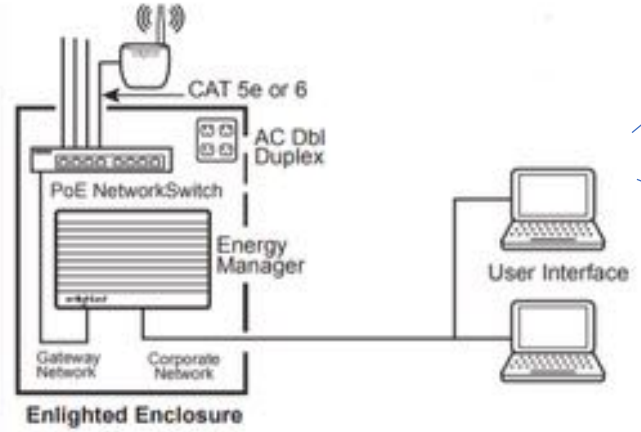 CAT 5e or 6
AC Dbl
Duplex
PoE NetworkSwitch
Energy
Manager
enlighted
User Interface
Gateway
Network
Corporate
Network
Enlighted Enclosure